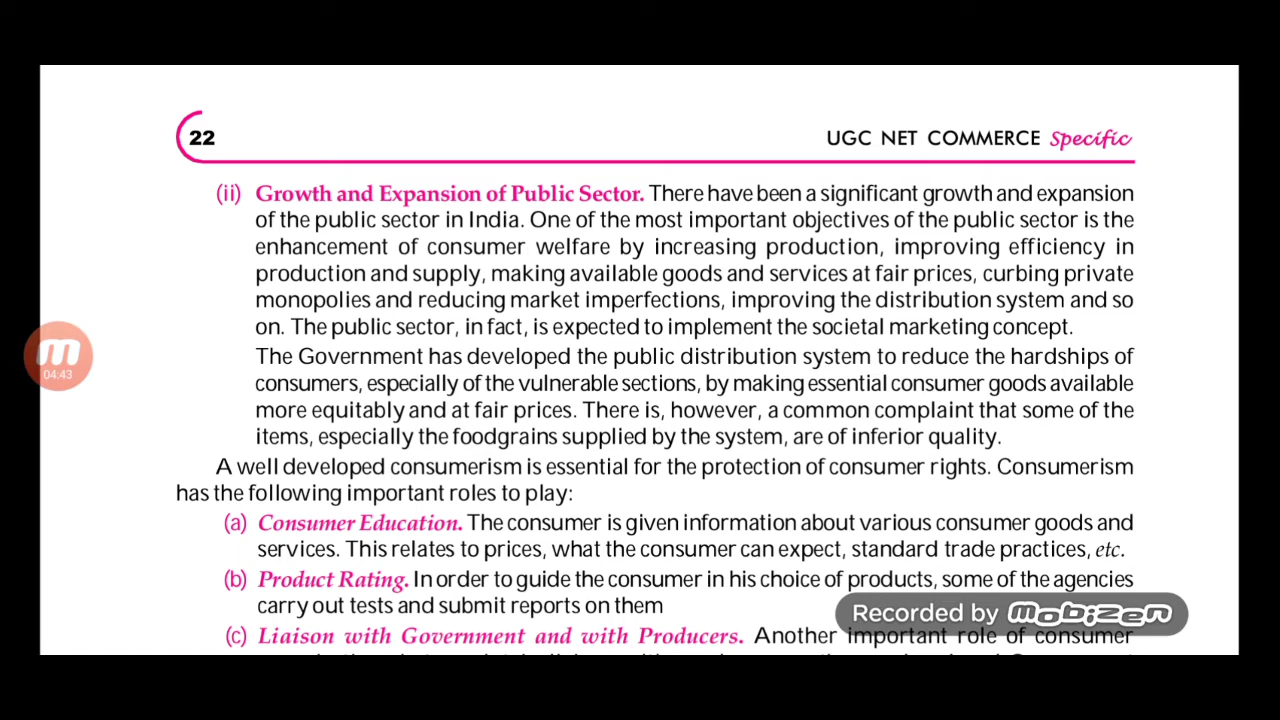 22
UGC NET COMMERCE Specific
(ii) Growth and Expansion of Public Sector. There have been a significant growth and expansion
of the public sector in India. One of the most important objectives of the public sector is the
enhancement of consumer welfare by increasing production, improving efficiency in
production and supply, making available goods and services at fair prices, curbing private
monopolies and reducing market imperfections, improving the distribution system and so
on. The public sector, in fact, is expected to implement the societal marketing concept.
The Government has developed the public distribution system to reduce the hardships of
consumers, especially of the vulnerable sections, by making essential consumer goods available
more equitably and at fair prices. There is, however, a common complaint that some of the
items, especially the foodgrains supplied by the system, are of inferior quality.
A well developed consumerism is essential for the protection of consumer rights. Consumerism
has the following important roles to play:
(a) Consumer Education. The consumer is given information about various consumer goods and
services. This relates to prices, what the consumer can expect, standard trade practices, etc.
(b) Product Rating. In order to guide the consumer in his choice of products, some of the agencies
carry out tests and submit reports on them
(c) Liaison with Government and with Producers. Another important role of consumer
04:43
Recorded by mobizen